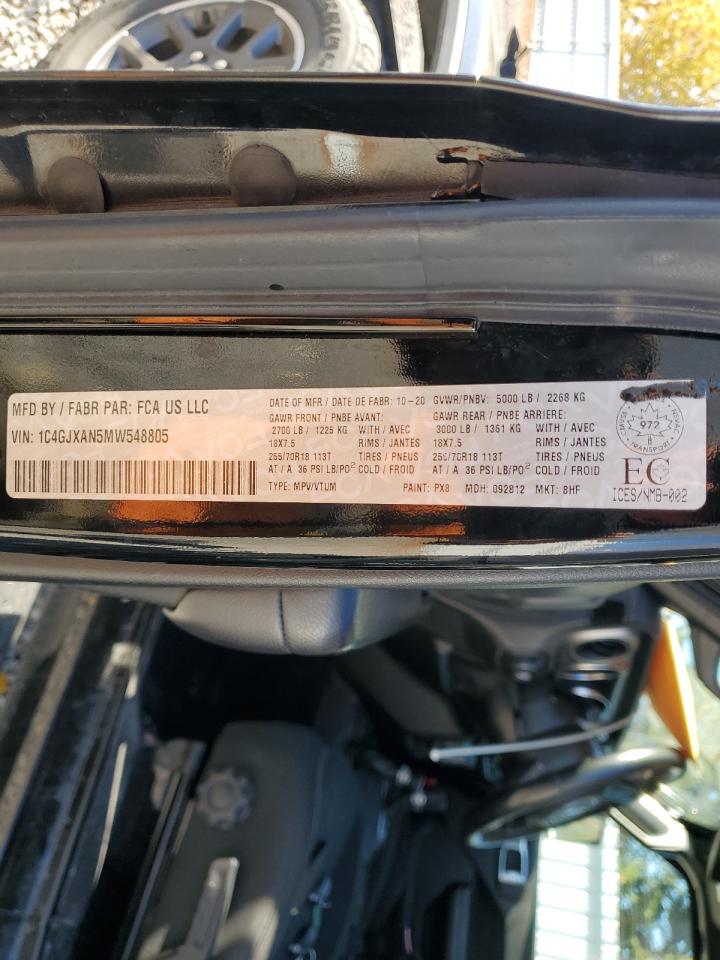 MFD BY / FABR PAR: FCA US LLC
VIN: 1C4GJXAN5MW548805
DATE OF MFR / DATE DE FABR: 10-20 GVWR/PNBV: 5000 LB / 2268 KG
GAWR FRONT / PNBE AVANT: GAWR REAR / PNBE ARRIERE:
2700 LB / 1225 KG WITH / AVEC 3000 LB / 1361 KG WITH / AVEC
18X7.5 RIMS / JANTES 18X7.5 RIMS / JANTES
255/70R18 113T TIRES / PNEUS 255/70R18 113T TIRES / PNEUS
AT / A 36 PSI LB/PO² COLD / FROID AT / A 36 PSI LB/PO² COLD / FROID
TYPE: MPV/VTUM PAINT: PX8 MDH: 092812 MKT: 8HF
972
TRANSPORT
EC
ICES/NMB-002